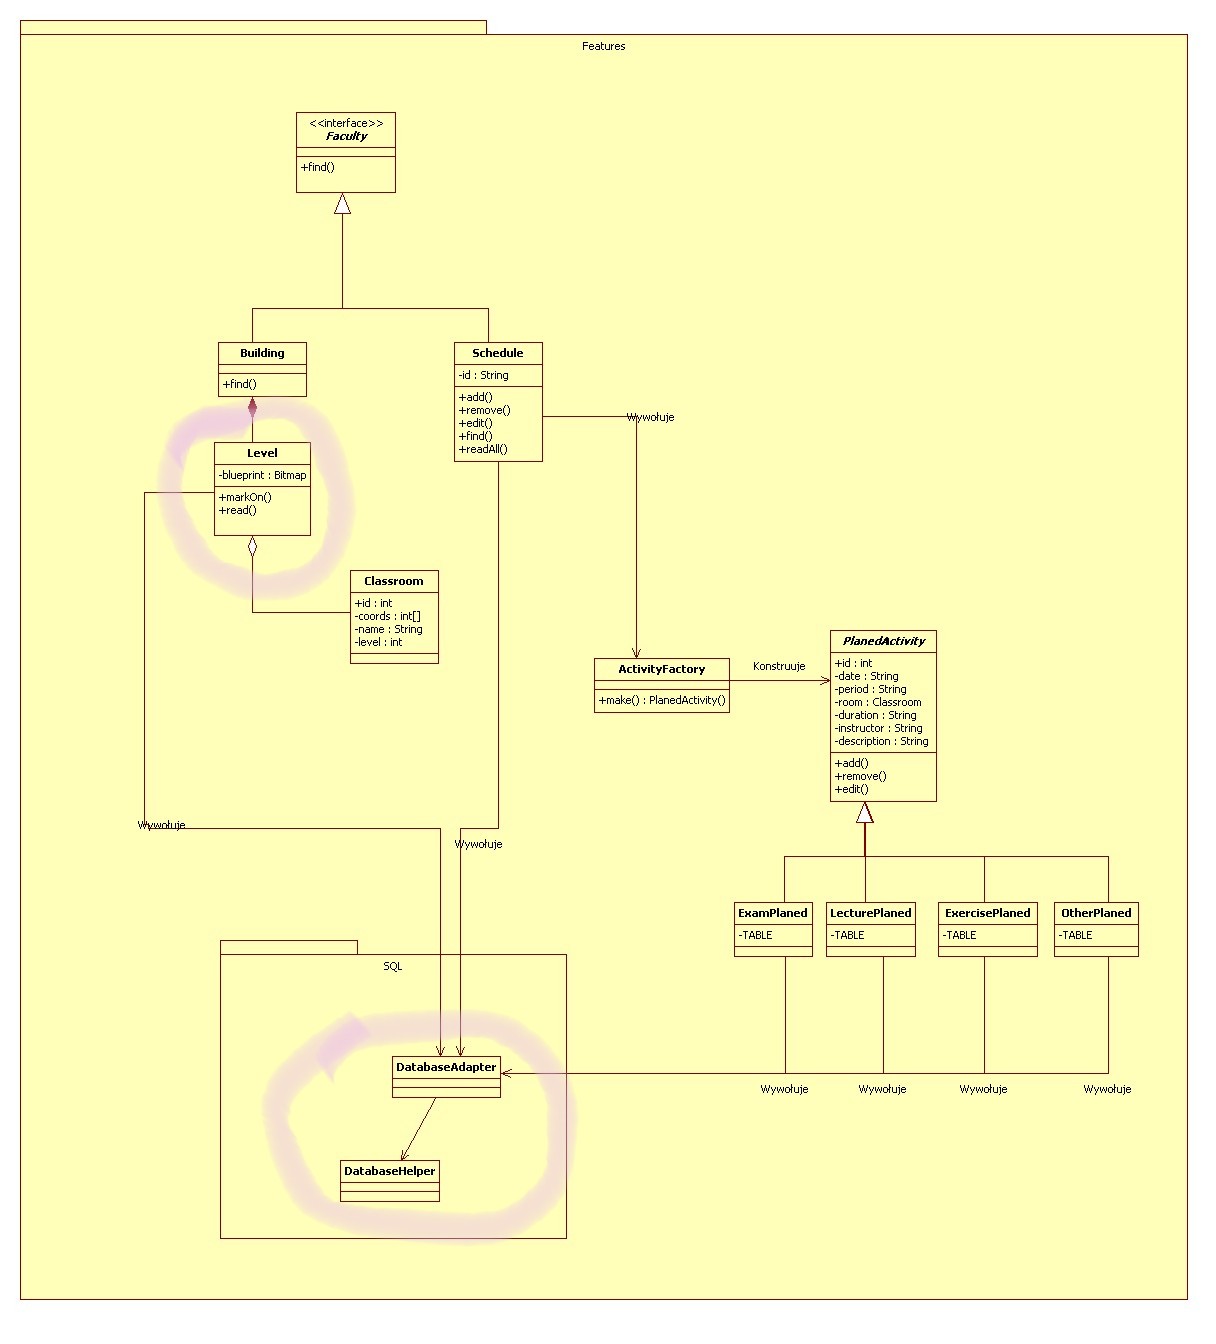 Features
<<interface>>
Faculty
+find()
Building
+find()
Schedule
-id : String
+add()
+remove()
+edit()
+find()
+readAll()
Wywołuje
Level
-blueprint : Bitmap
+markOn()
+read()
Classroom
+id : int
-coords : int[]
-name : String
-level : int
ActivityFactory
+make() : PlanedActivity()
Konstruuje
PlanedActivity
+id : int
-date : String
-period : String
-room : Classroom
-duration : String
-instructor : String
-description : String
+add()
+remove()
+edit()
Wywołuje
Wywołuje
ExamPlaned
-TABLE
LecturePlaned
-TABLE
ExercisePlaned
-TABLE
OtherPlaned
-TABLE
SQL
DatabaseAdapter
Wywołuje
Wywołuje
Wywołuje
Wywołuje
DatabaseHelper